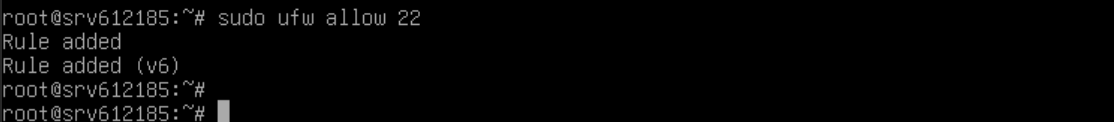 root@srv612185:~# sudo ufw allow 22
Rule added
Rule added (v6)
root@srv612185:~#
root@srv612185:~#